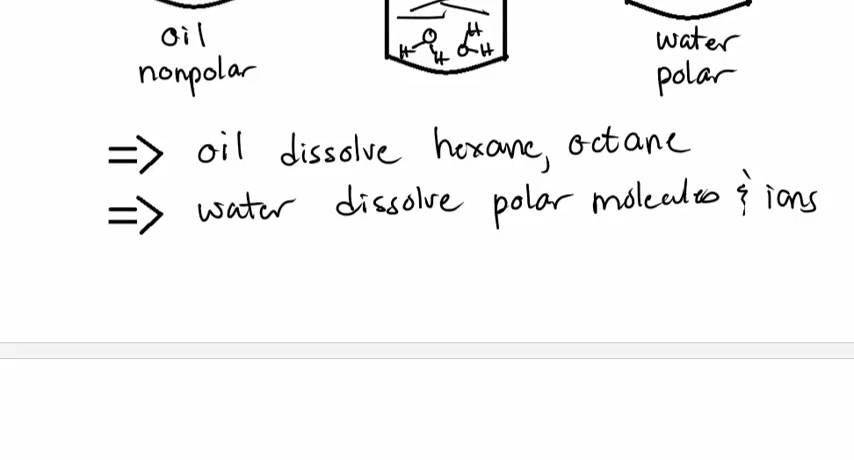 oil
nonpolar
H O H
O H H
water
polar
=> oil dissolve hexane, octane
=> water dissolve polar molecules & ions